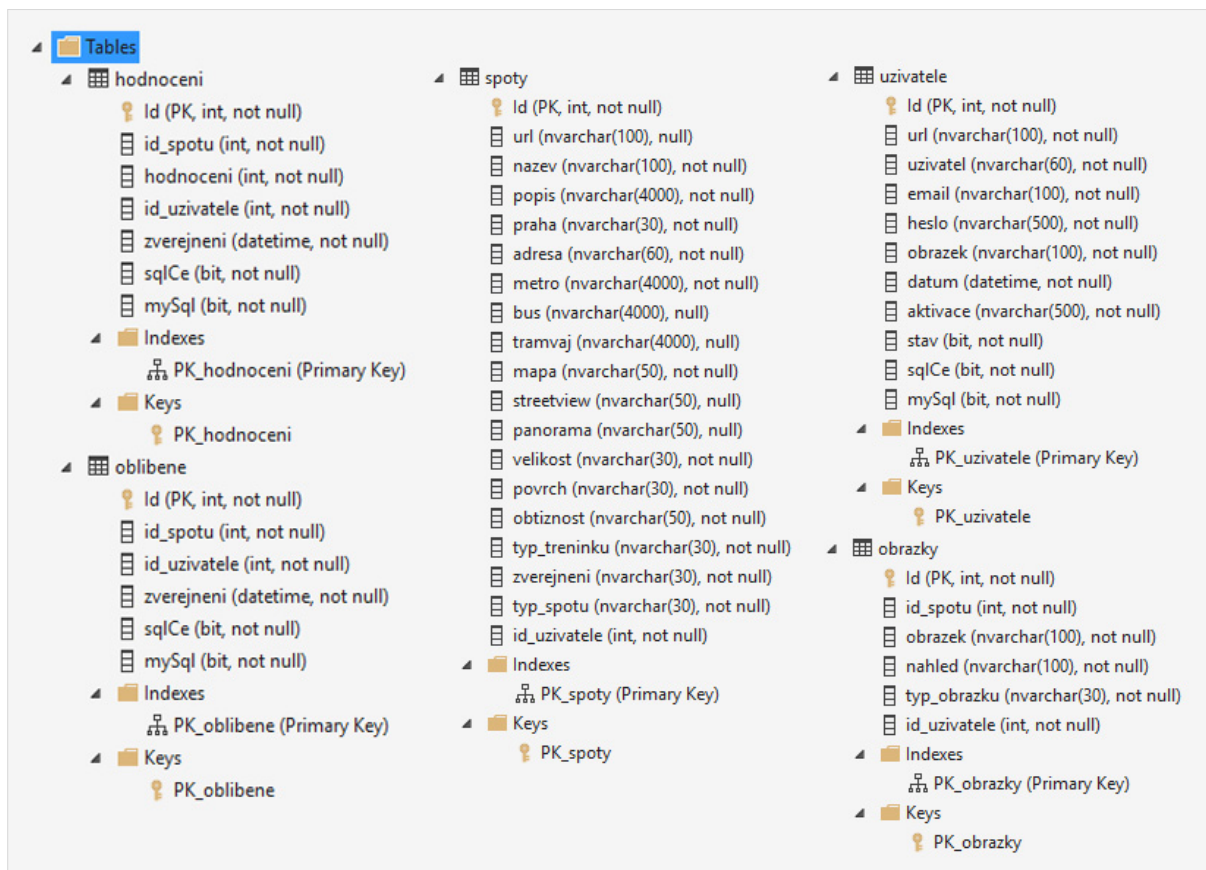 Tables
hodnoceni
Id (PK, int, not null)
id_spotu (int, not null)
hodnoceni (int, not null)
id_uzivatele (int, not null)
zverejneni (datetime, not null)
sqlCe (bit, not null)
mySql (bit, not null)
Indexes
PK_hodnoceni (Primary Key)
Keys
PK_hodnoceni
oblibene
Id (PK, int, not null)
id_spotu (int, not null)
id_uzivatele (int, not null)
zverejneni (datetime, not null)
sqlCe (bit, not null)
mySql (bit, not null)
Indexes
PK_oblibene (Primary Key)
Keys
PK_oblibene
spoty
Id (PK, int, not null)
url (nvarchar(100), null)
nazev (nvarchar(100), not null)
popis (nvarchar(4000), not null)
praha (nvarchar(30), not null)
adresa (nvarchar(60), not null)
metro (nvarchar(4000), not null)
bus (nvarchar(4000), null)
tramvaj (nvarchar(4000), null)
mapa (nvarchar(50), not null)
streetview (nvarchar(50), null)
panorama (nvarchar(50), null)
velikost (nvarchar(30), not null)
povrch (nvarchar(30), not null)
obtiznost (nvarchar(50), not null)
typ_treninku (nvarchar(30), not null)
zverejneni (nvarchar(30), not null)
typ_spotu (nvarchar(30), not null)
id_uzivatele (int, not null)
Indexes
PK_spoty (Primary Key)
Keys
PK_spoty
uzivatele
Id (PK, int, not null)
url (nvarchar(100), not null)
uzivatel (nvarchar(60), not null)
email (nvarchar(100), not null)
heslo (nvarchar(500), not null)
obrazek (nvarchar(100), not null)
datum (datetime, not null)
aktivace (nvarchar(500), not null)
stav (bit, not null)
sqlCe (bit, not null)
mySql (bit, not null)
Indexes
PK_uzivatele (Primary Key)
Keys
PK_uzivatele
obrazky
Id (PK, int, not null)
id_spotu (int, not null)
obrazek (nvarchar(100), not null)
nahled (nvarchar(100), not null)
typ_obrazku (nvarchar(30), not null)
id_uzivatele (int, not null)
Indexes
PK_obrazky (Primary Key)
Keys
PK_obrazky